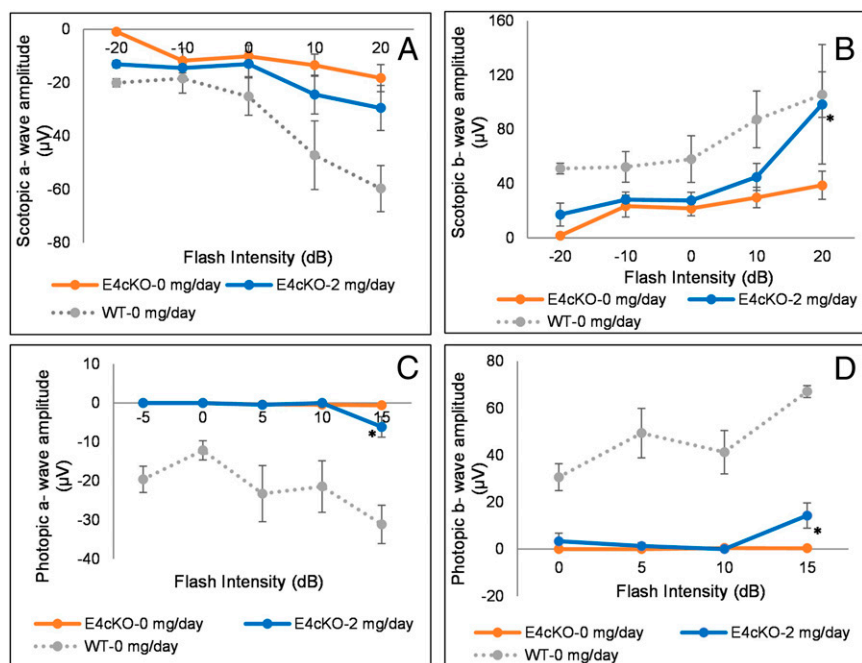 A
0
-20
-40
-60
-80
-20 -10 0 10 20
Scotopic a- wave amplitude
(µV)
Flash Intensity (dB)
E4cKO-0 mg/day E4cKO-2 mg/day
WT-0 mg/day
B
160
120
80
40
0
-20 -10 0 10 20
*
Scotopic b- wave amplitude
(µV)
Flash Intensity (dB)
E4cKO-0 mg/day E4cKO-2 mg/day
WT-0 mg/day
C
10
0
-10
-20
-30
-40
-5 0 5 10 15
*
Photopic a- wave amplitude
(µV)
Flash Intensity (dB)
E4cKO-0 mg/day E4cKO-2 mg/day
WT-0 mg/day
D
80
60
40
20
0
-20
0 5 10 15
*
Photopic b- wave amplitude
(µV)
Flash Intensity (dB)
E4cKO-0 mg/day E4cKO-2 mg/day
WT-0 mg/day